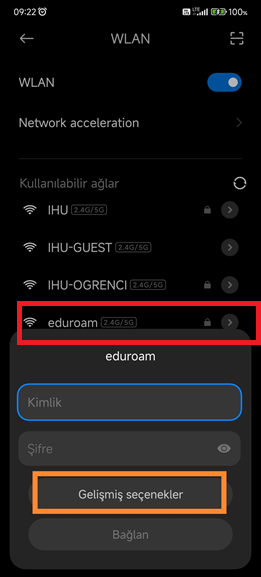 09:22 LTE 100%
WLAN
WLAN
Network acceleration
Kullanılabilir ağlar
IHU 2.4G/5G
IHU-GUEST 2.4G/5G
IHU-OGRENCI 2.4G/5G
eduroam 2.4G/5G
eduroam
Kimlik
Şifre
Gelişmiş seçenekler
Bağlan